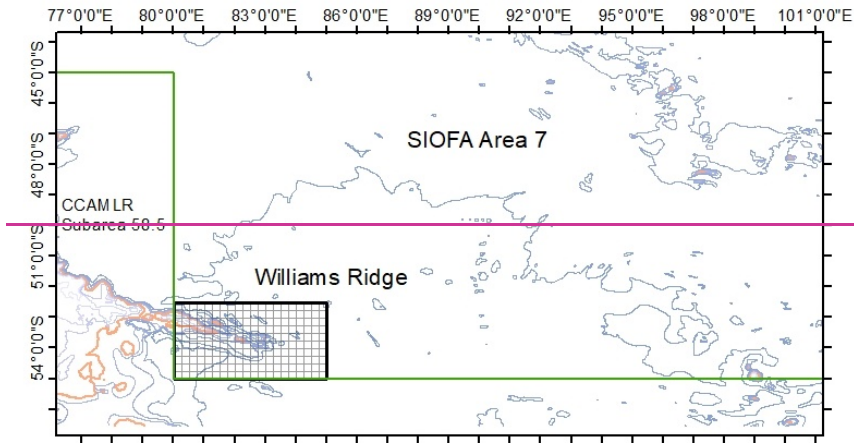 77°0'0"E 80°0'0"E 83°0'0"E 86°0'0"E 89°0'0"E 92°0'0"E 95°0'0"E 98°0'0"E 101°0'0"E
45°0'0"S
48°0'0"S
51°0'0"S
54°0'0"S
SIOFA Area 7
CCAMLR
Subarea 58.5
Williams Ridge